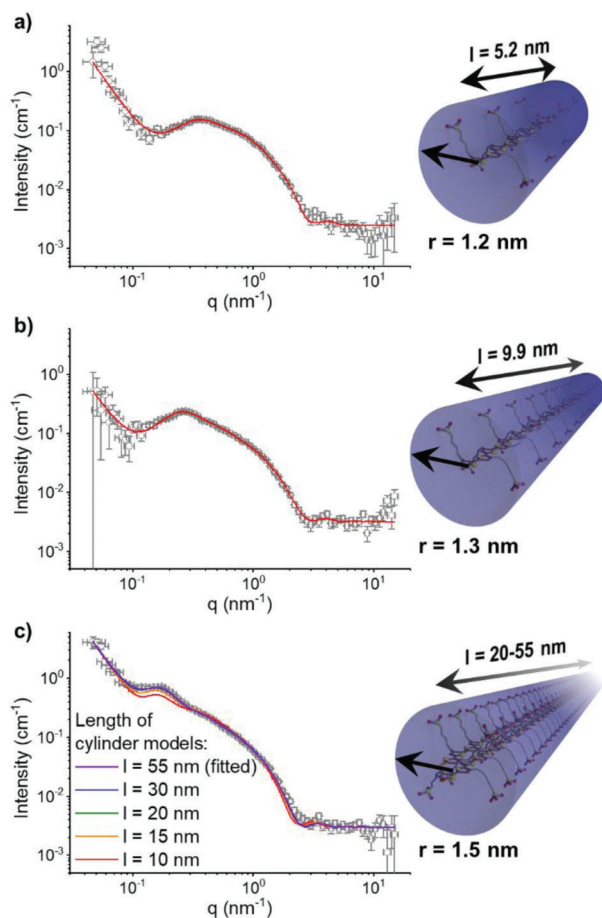 a)
10⁰
10⁻¹
10⁻²
10⁻³
Intensity (cm⁻¹)
10⁻¹
10⁰
10¹
q (nm⁻¹)
l = 5.2 nm
r = 1.2 nm
b)
10⁰
10⁻¹
10⁻²
10⁻³
Intensity (cm⁻¹)
10⁻¹
10⁰
10¹
q (nm⁻¹)
l = 9.9 nm
r = 1.3 nm
c)
10⁰
10⁻¹
10⁻²
10⁻³
Intensity (cm⁻¹)
Length of
cylinder models:
l = 55 nm (fitted)
l = 30 nm
l = 20 nm
l = 15 nm
l = 10 nm
10⁻¹
10⁰
10¹
q (nm⁻¹)
l = 20-55 nm
r = 1.5 nm